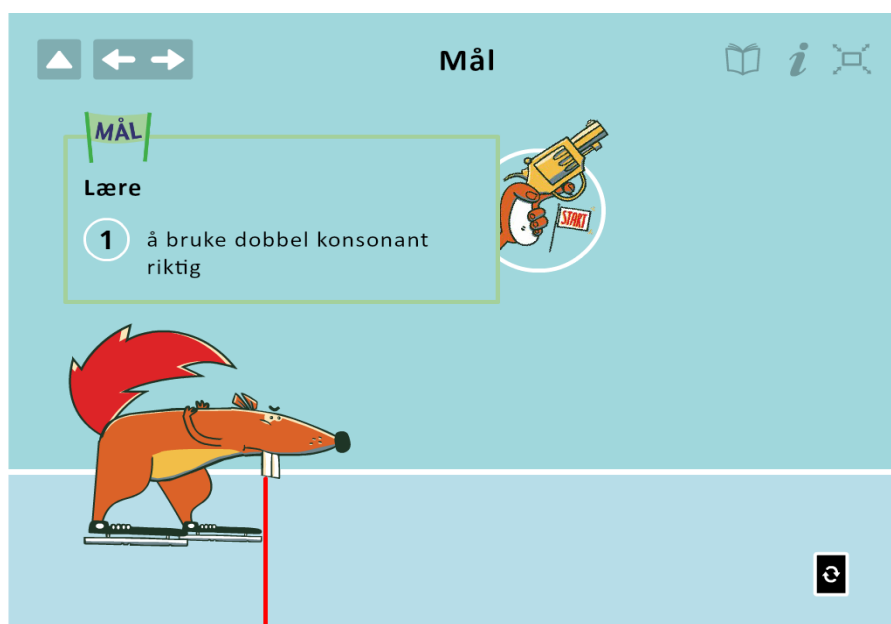 Mål
MÅL
Lære
1 å bruke dobbel konsonant
riktig
START